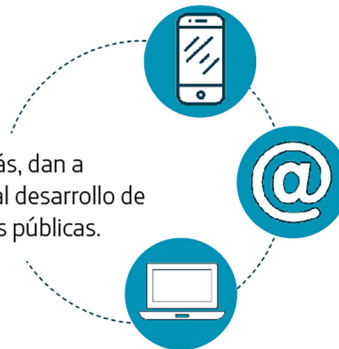 ás, dan a
al desarrollo de
s públicas.
@